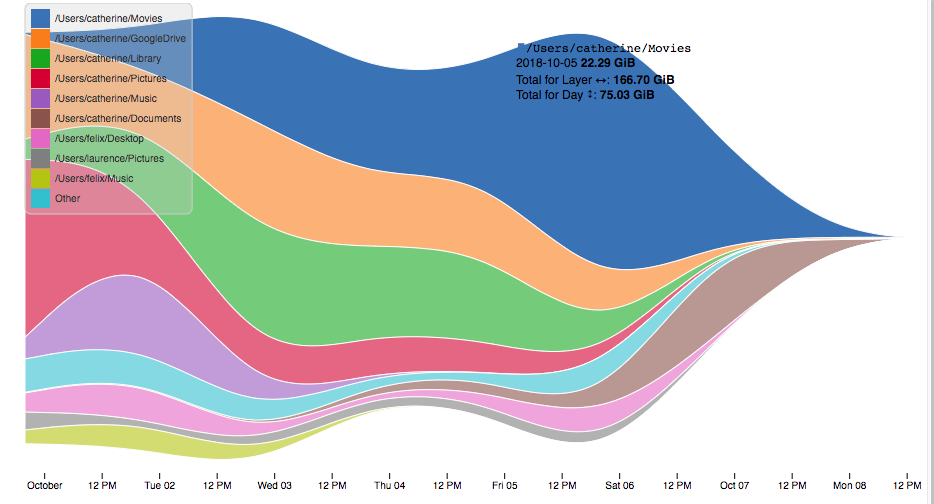 /Users/catherine/Movies
/Users/catherine/GoogleDrive
/Users/catherine/Library
/Users/catherine/Pictures
/Users/catherine/Music
/Users/catherine/Documents
/Users/felix/Desktop
/Users/laurence/Pictures
/Users/felix/Music
Other
/Users/catherine/Movies
2018-10-05 22.29 GiB
Total for Layer ↔: 166.70 GiB
Total for Day ↕: 75.03 GiB
October 12 PM Tue 02 12 PM Wed 03 12 PM Thu 04 12 PM Fri 05 12 PM Sat 06 12 PM Oct 07 12 PM Mon 08 12 PM